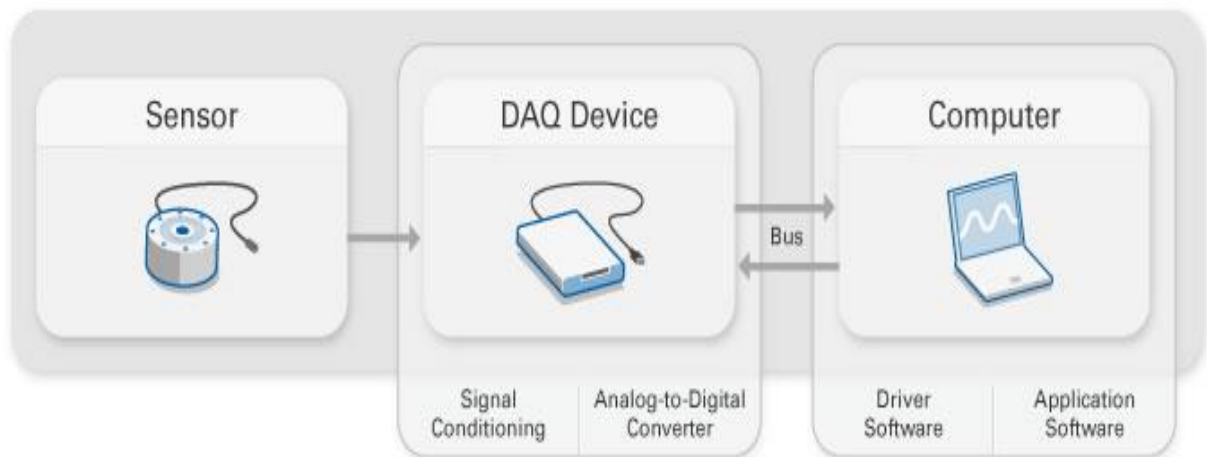 Sensor
DAQ Device
Computer
Bus
Signal
Conditioning
Analog-to-Digital
Converter
Driver
Software
Application
Software